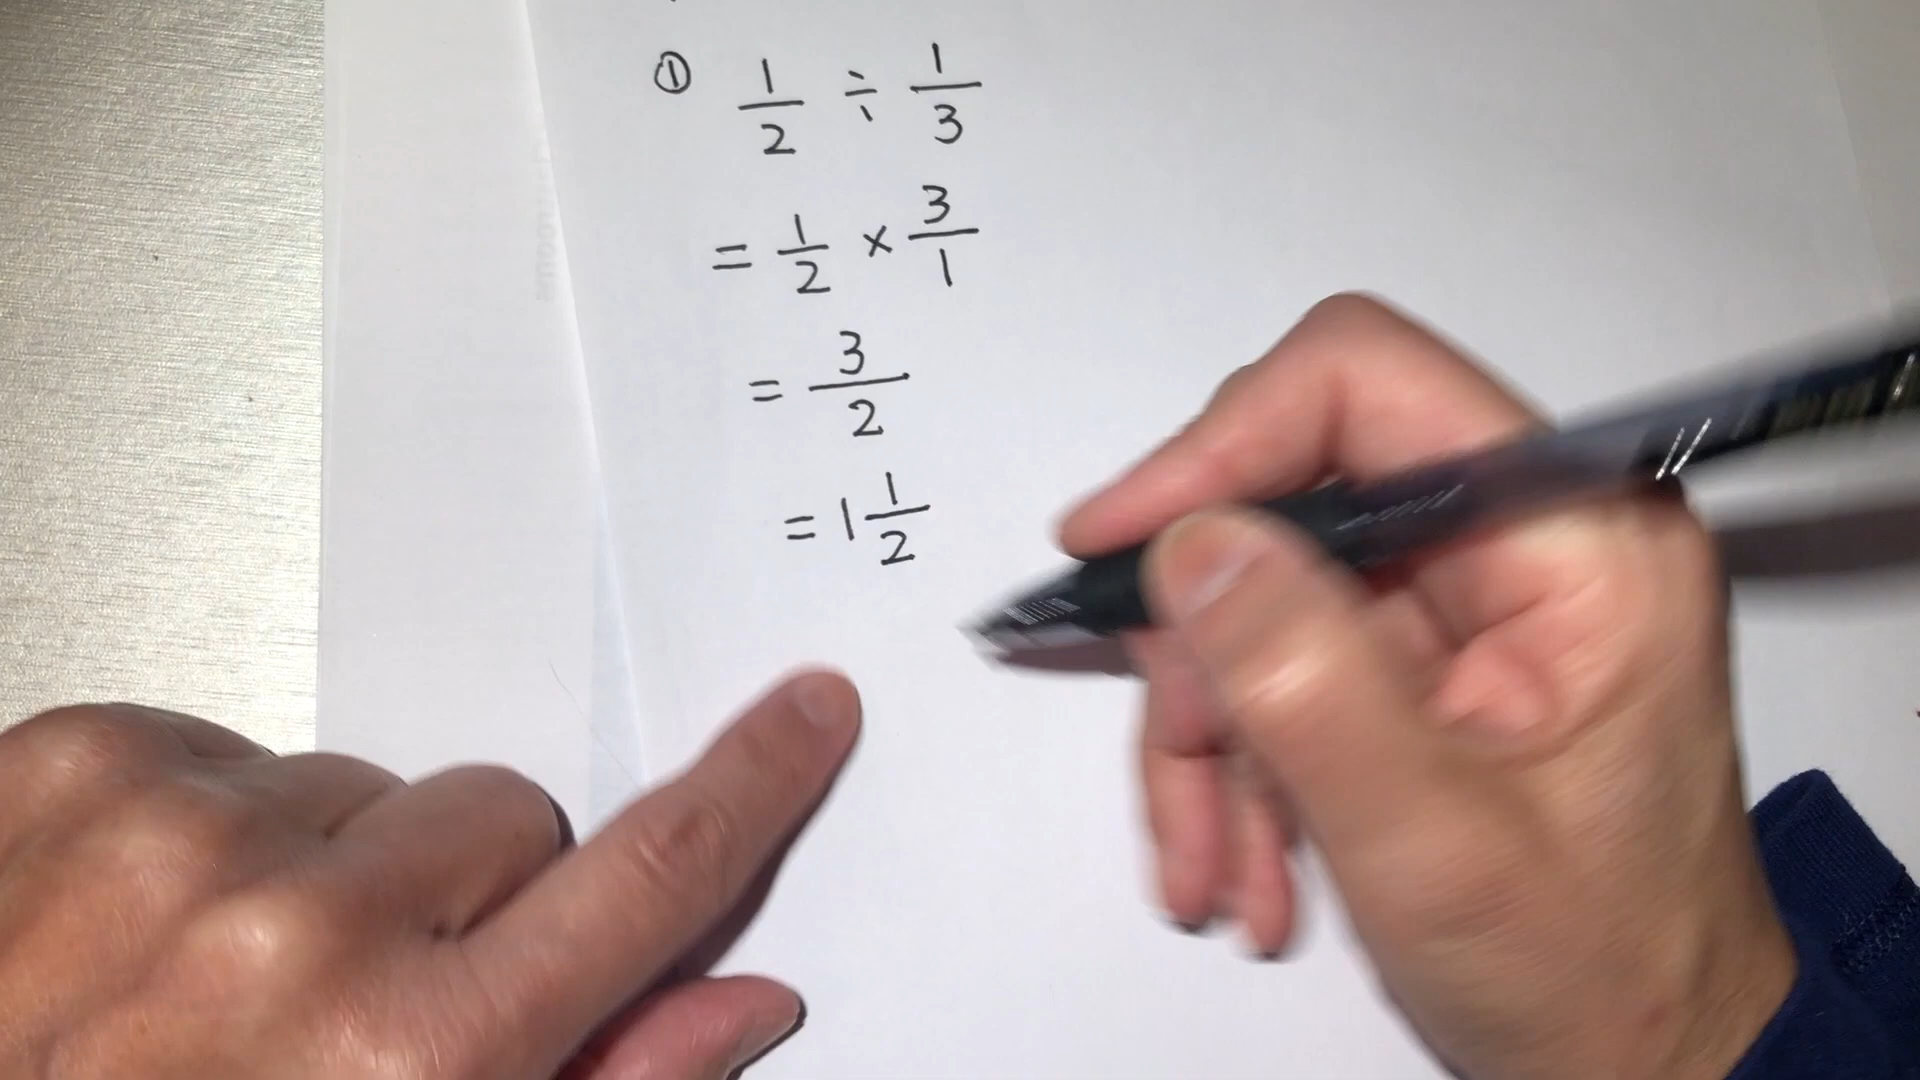 ① 1/2 ÷ 1/3
= 1/2 × 3/1
= 3/2
= 1 1/2